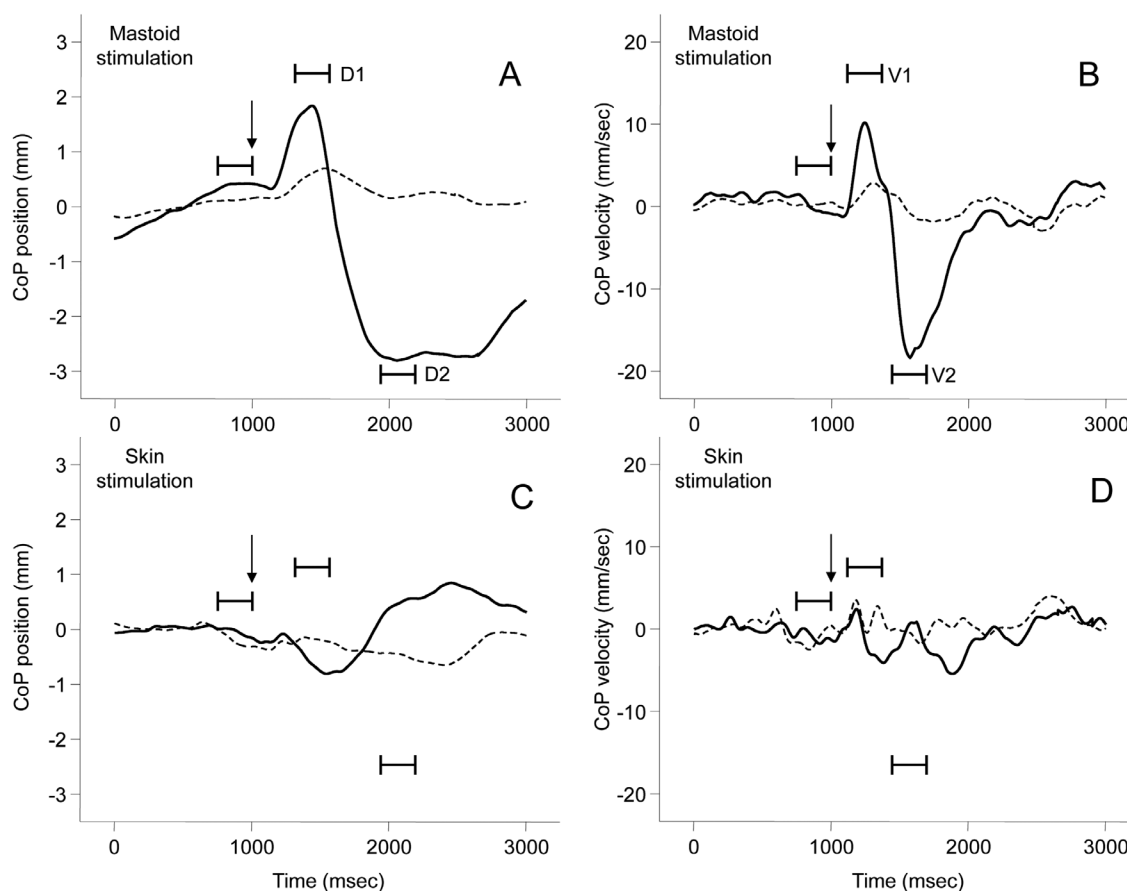 Mastoid
stimulation
A
D1
D2
CoP position (mm)
3
2
1
0
-1
-2
-3
0 1000 2000 3000
Mastoid
stimulation
B
V1
V2
CoP velocity (mm/sec)
20
10
0
-10
-20
0 1000 2000 3000
Skin
stimulation
C
CoP position (mm)
3
2
1
0
-1
-2
-3
0 1000 2000 3000
Time (msec)
Skin
stimulation
D
CoP velocity (mm/sec)
20
10
0
-10
-20
0 1000 2000 3000
Time (msec)